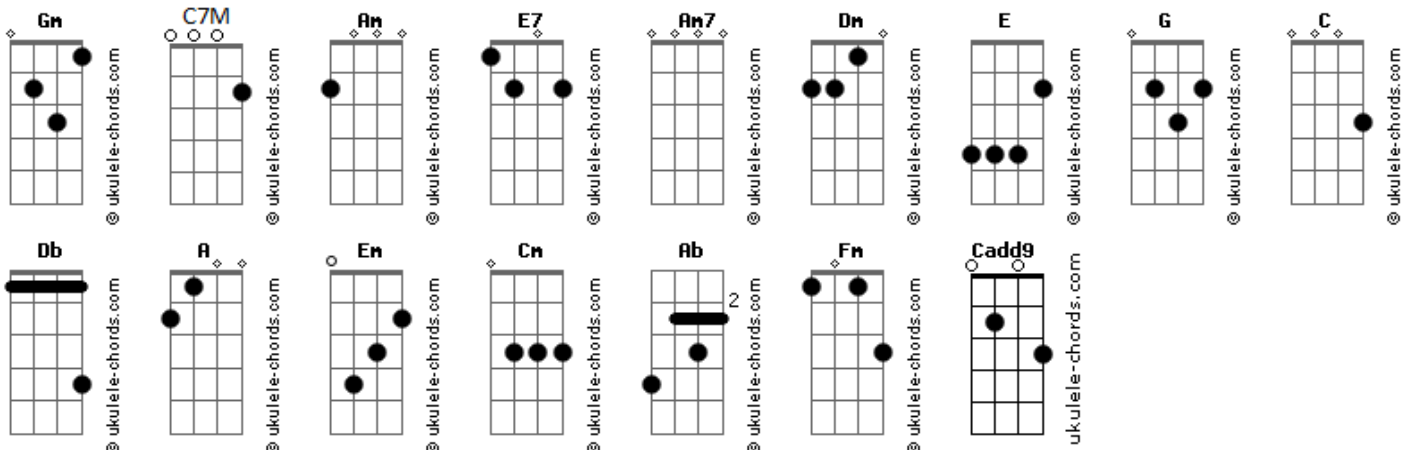 Gm C7M Am E7 Am7 Dm E G C
© ukulele-chords.com © ukulele-chords.com © ukulele-chords.com © ukulele-chords.com © ukulele-chords.com © ukulele-chords.com © ukulele-chords.com © ukulele-chords.com © ukulele-chords.com
Db A Em Cm Ab Fm Cadd9
2
© ukulele-chords.com © ukulele-chords.com © ukulele-chords.com © ukulele-chords.com © ukulele-chords.com © ukulele-chords.com ukulele-chords.com